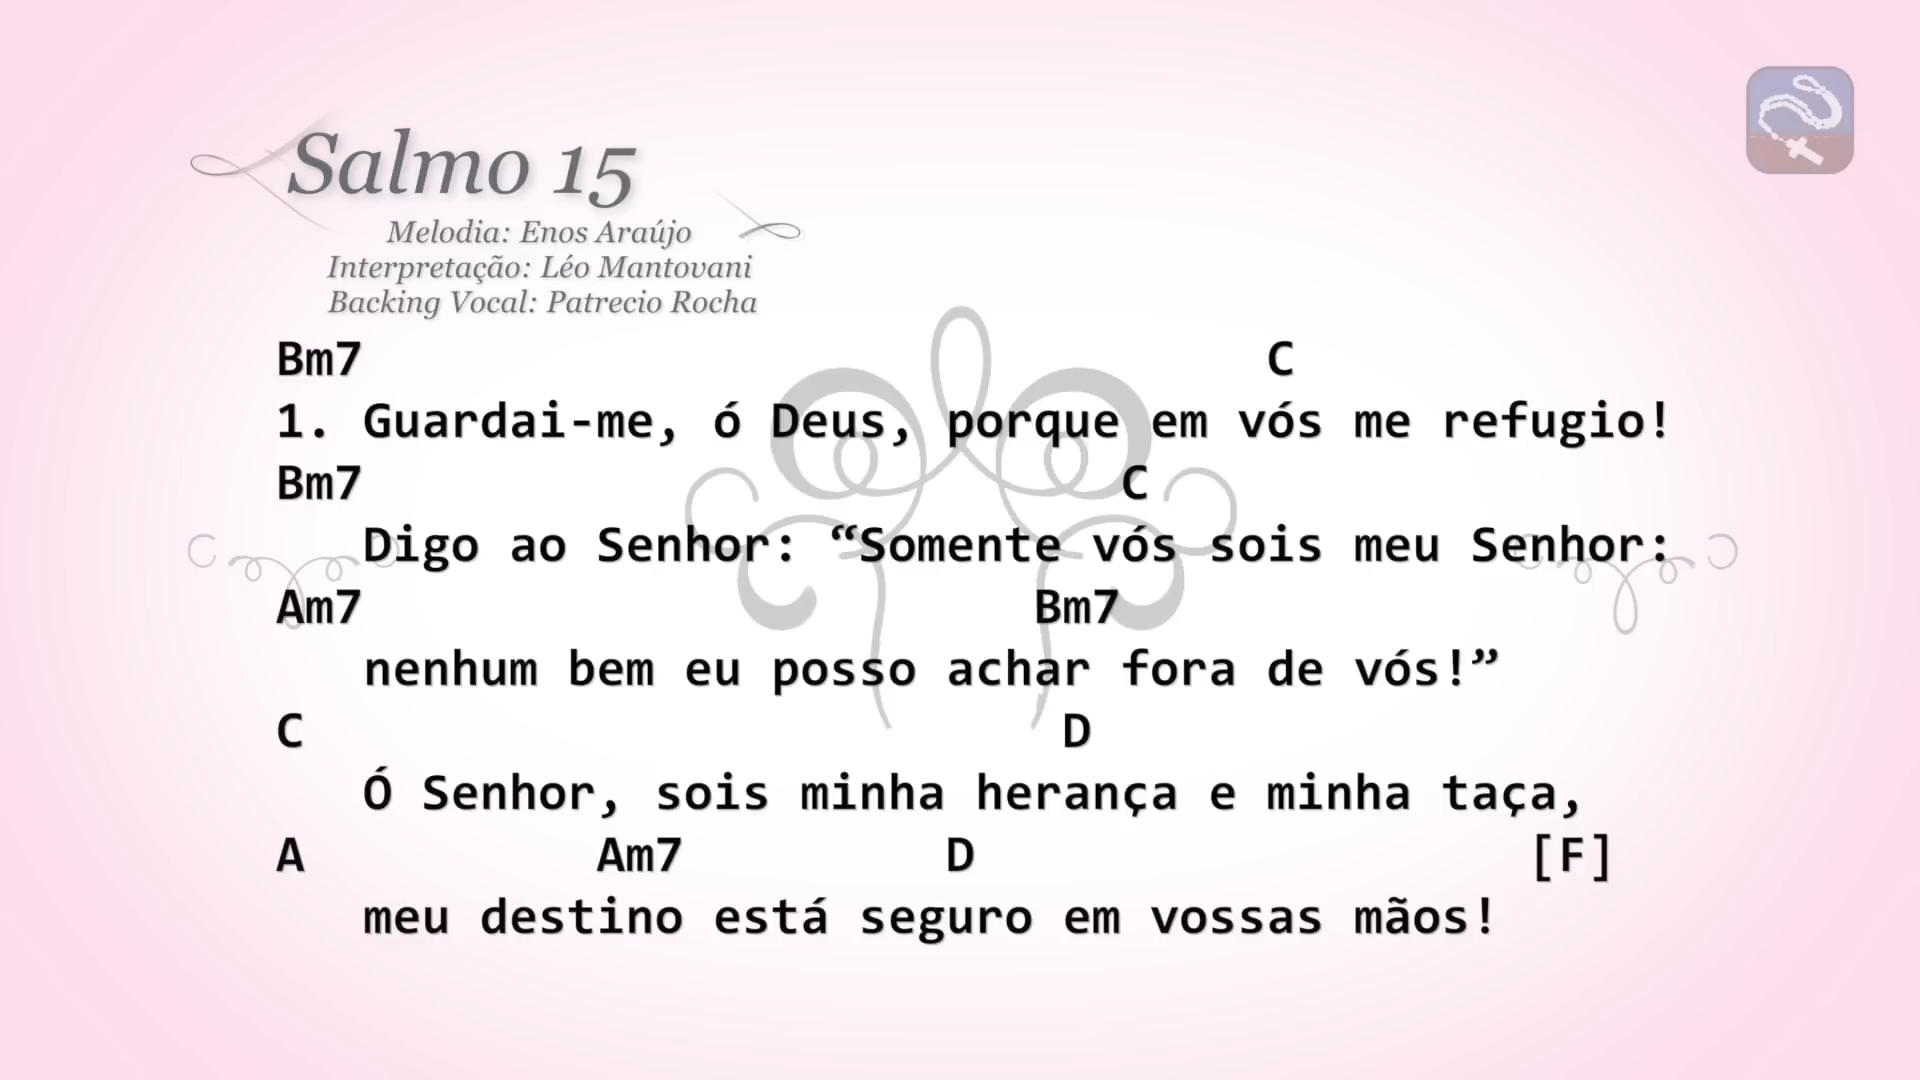 Salmo 15
Melodia: Enos Araújo
Interpretação: Léo Mantovani
Backing Vocal: Patrecio Rocha
Bm7                                                               C
1. Guardai-me, ó Deus, porque em vós me refugio!
Bm7                                                     C
Digo ao Senhor: “Somente vós sois meu Senhor:
Am7                                               Bm7
nenhum bem eu posso achar fora de vós!”
C                                                    D
Ó Senhor, sois minha herança e minha taça,
A                    Am7                  D                                       [F]
meu destino está seguro em vossas mãos!